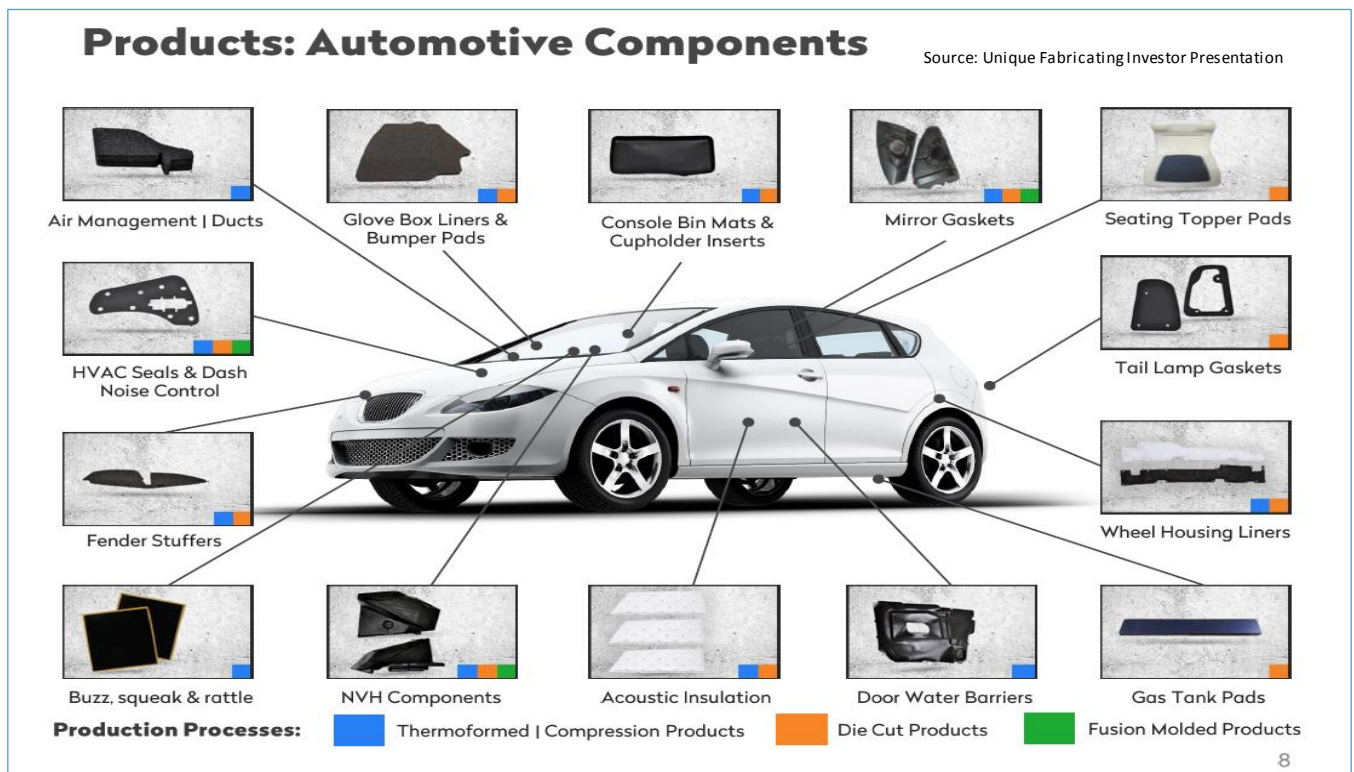 Products: Automotive Components
Source: Unique Fabricating Investor Presentation
Air Management | Ducts
Glove Box Liners &
Bumper Pads
Console Bin Mats &
Cupholder Inserts
Mirror Gaskets
Seating Topper Pads
HVAC Seals & Dash
Noise Control
Tail Lamp Gaskets
Fender Stuffers
Wheel Housing Liners
Buzz, squeak & rattle
NVH Components
Acoustic Insulation
Door Water Barriers
Gas Tank Pads
Production Processes:
Thermoformed | Compression Products
Die Cut Products
Fusion Molded Products
8